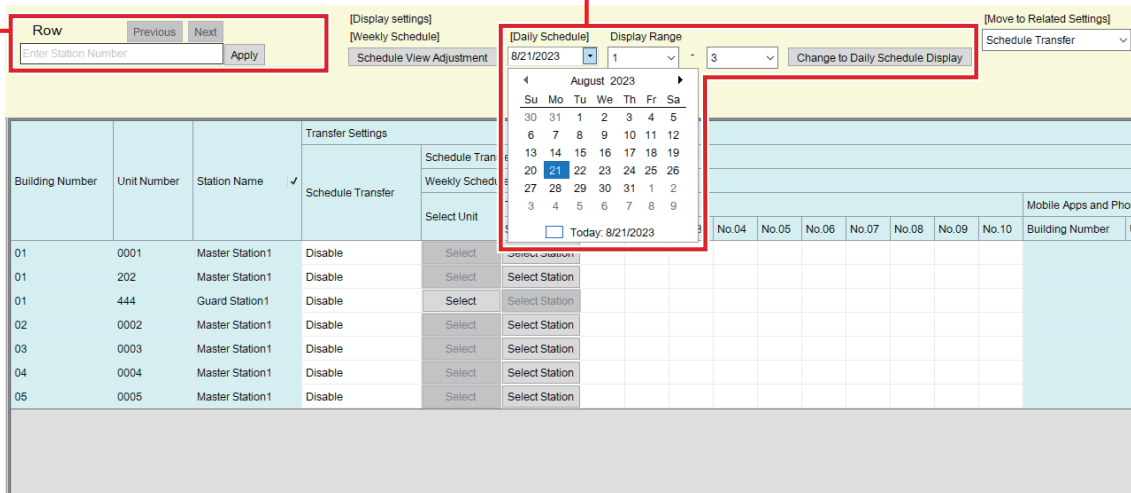 [Display settings]
[Move to Related Settings]
Row Previous Next
[Weekly Schedule]
[Daily Schedule] Display Range
Schedule Transfer
Enter Station Number Apply
Schedule View Adjustment
8/21/2023 1 - 3 Change to Daily Schedule Display
August 2023
Su Mo Tu We Th Fr Sa
30 31 1 2 3 4 5
6 7 8 9 10 11 12
13 14 15 16 17 18 19
20 21 22 23 24 25 26
27 28 29 30 31 1 2
3 4 5 6 7 8 9
Today: 8/21/2023
Transfer Settings
Schedule Tran
Building Number Unit Number Station Name Schedule Transfer
Weekly Schedu
Select Unit
Mobile Apps and Pho
No.04 No.05 No.06 No.07 No.08 No.09 No.10 Building Number
01 0001 Master Station1 Disable Select Select Station
01 202 Master Station1 Disable Select Select Station
01 444 Guard Station1 Disable Select Select Station
02 0002 Master Station1 Disable Select Select Station
03 0003 Master Station1 Disable Select Select Station
04 0004 Master Station1 Disable Select Select Station
05 0005 Master Station1 Disable Select Select Station